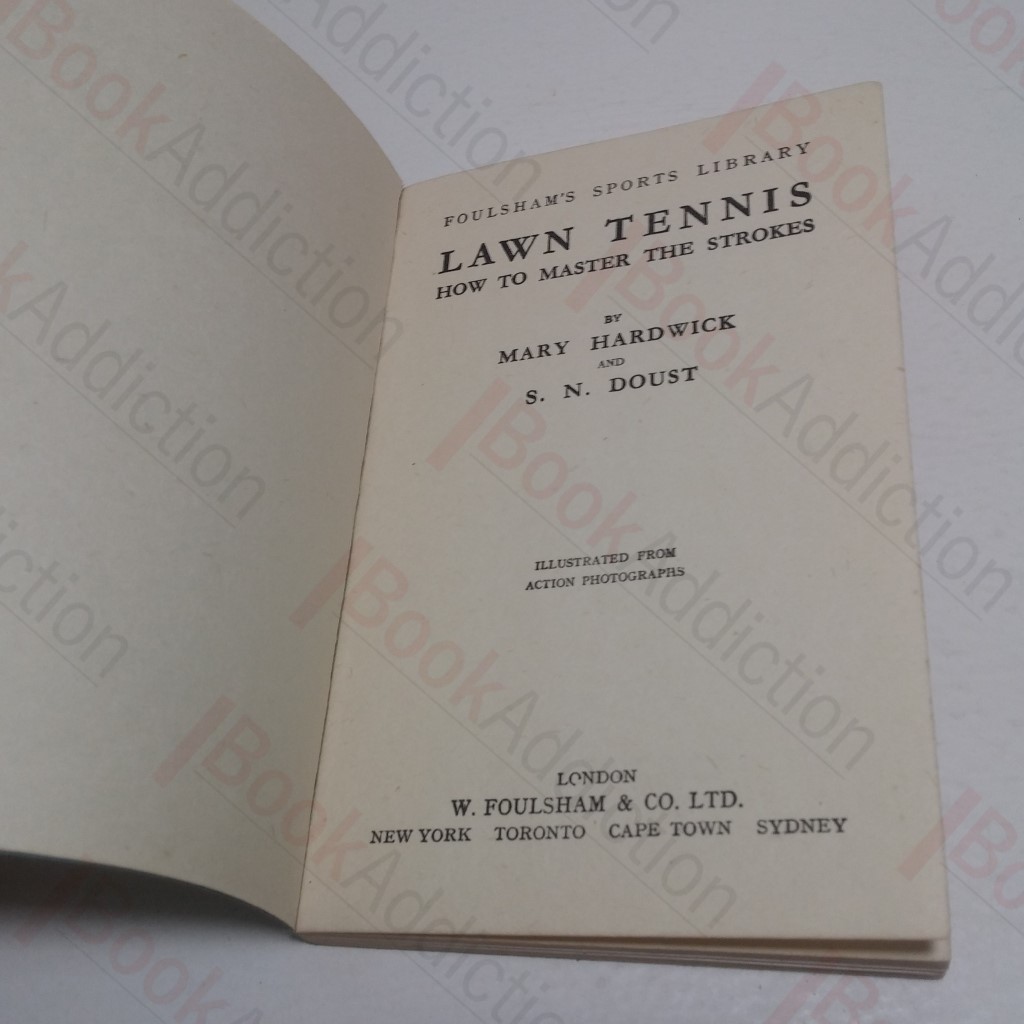 FOULSHAM'S SPORTS LIBRARY
LAWN TENNIS
HOW TO MASTER THE STROKES
BY
MARY HARDWICK
AND
S. N. DOUST
ILLUSTRATED FROM
ACTION PHOTOGRAPHS
LONDON
W. FOULSHAM & CO. LTD.
NEW YORK TORONTO CAPE TOWN SYDNEY
BookAddiction